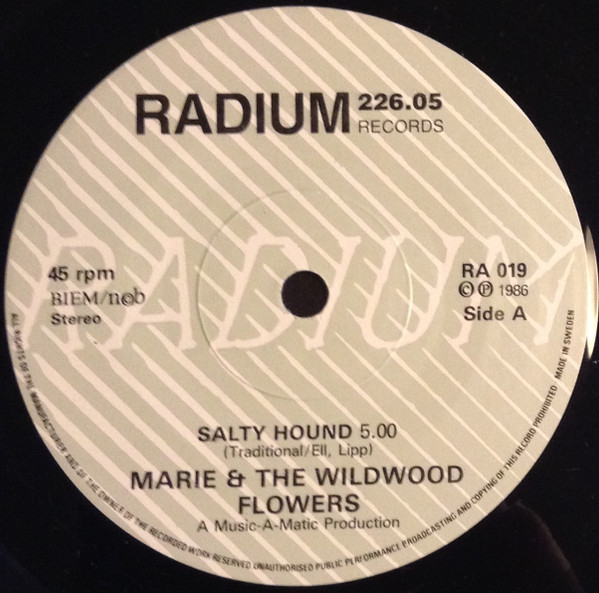 RADIUM 226.05
RECORDS
RADIUM
45 rpm
BIEM/n©b
Stereo
RA 019
© ℗ 1986
Side A
SALTY HOUND 5.00
(Traditional/Ell, Lipp)
MARIE & THE WILDWOOD
FLOWERS
A Music-A-Matic Production
ALL RIGHTS OF THE MANUFACTURER AND OF THE OWNER OF THE RECORDED WORK RESERVED UNAUTHORISED PUBLIC PERFORMANCE BROADCASTING AND COPYING OF THIS RECORD PROHIBITED · MADE IN SWEDEN